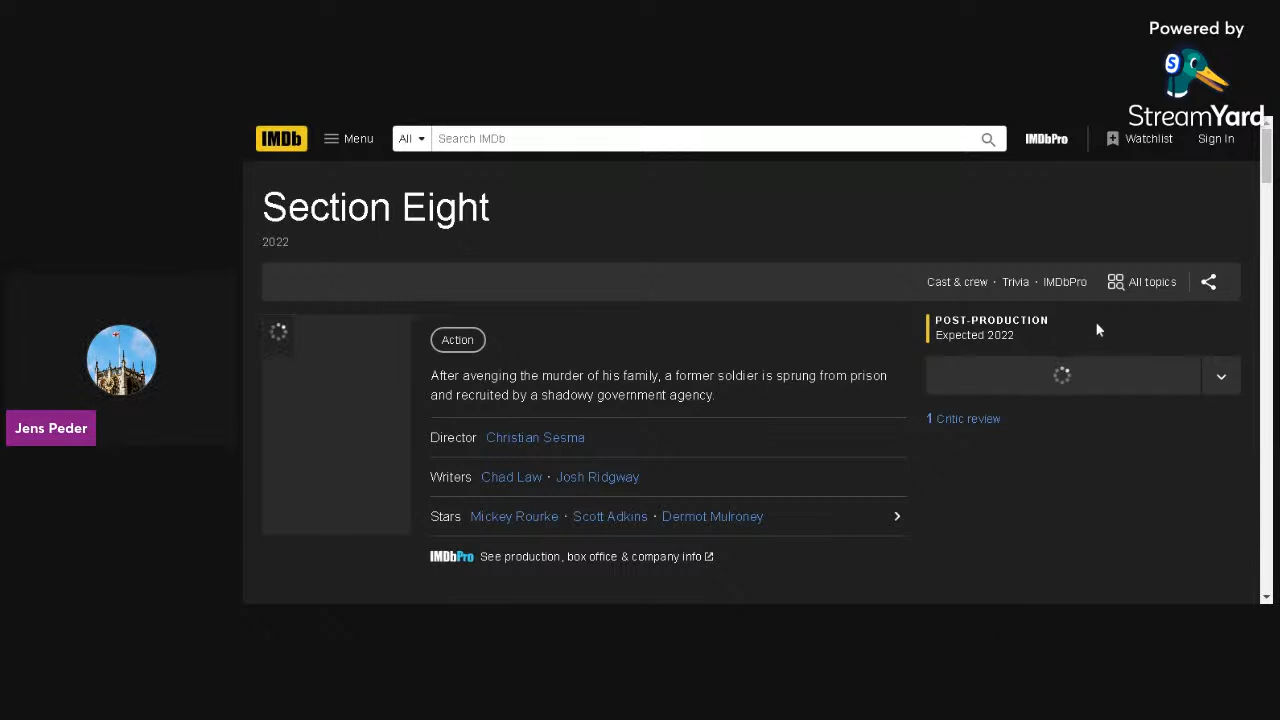 Powered by
S
StreamYard
IMDb Menu All Search IMDb IMDbPro Watchlist Sign In
Section Eight
2022
Cast & crew · Trivia · IMDbPro All topics
Action
POST-PRODUCTION
Expected 2022
After avenging the murder of his family, a former soldier is sprung from prison
and recruited by a shadowy government agency.
1 Critic review
Director Christian Sesma
Writers Chad Law · Josh Ridgway
Stars Mickey Rourke · Scott Adkins · Dermot Mulroney
IMDbPro See production, box office & company info
Jens Peder